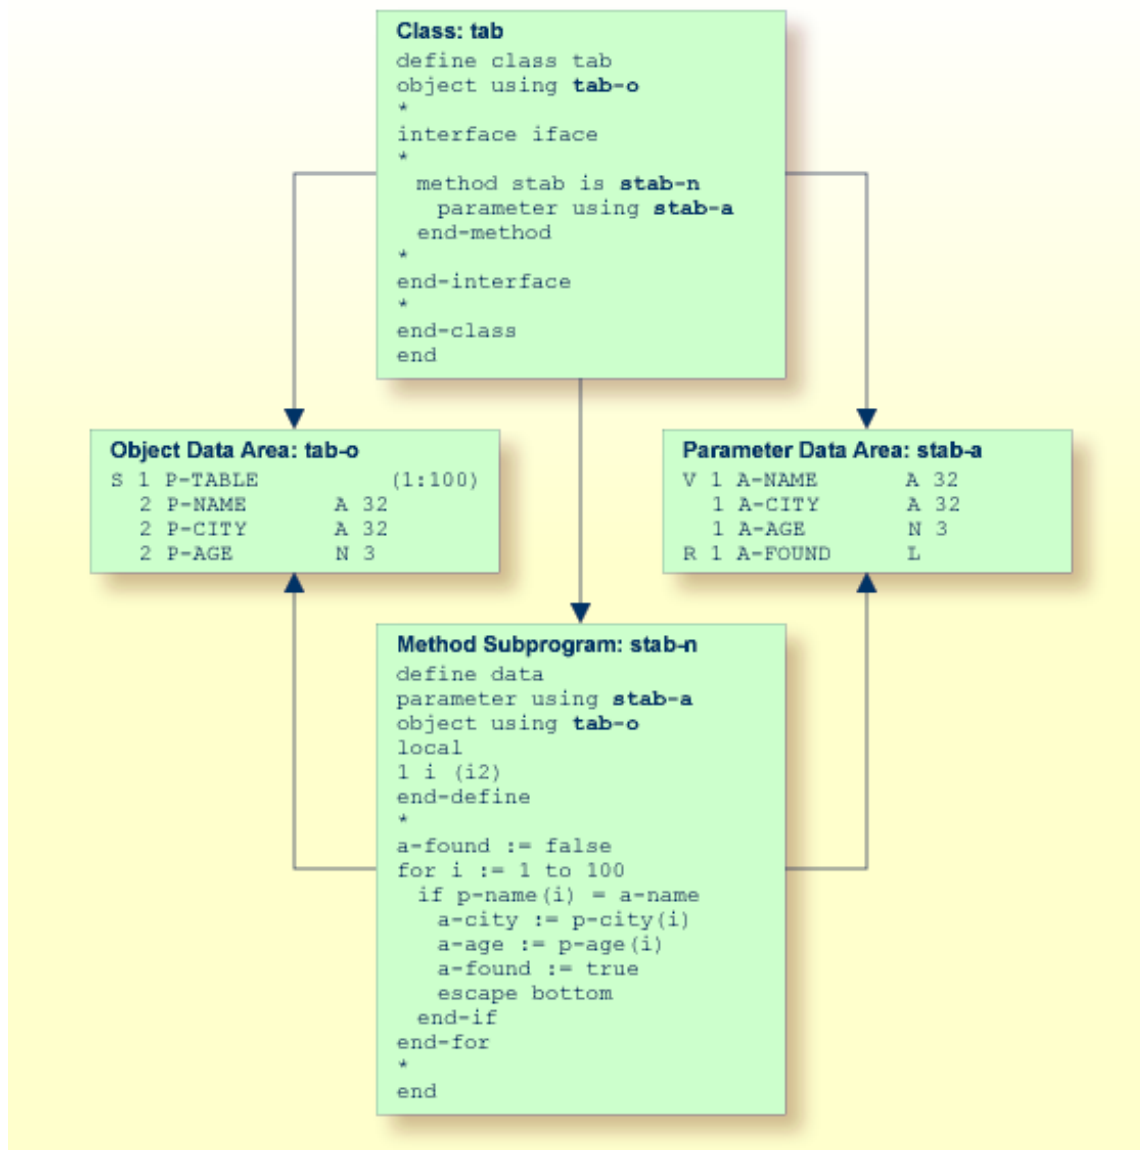 Class: tab
define class tab
object using tab-o
*
interface iface
*
method stab is stab-n
parameter using stab-a
end-method
*
end-interface
*
end-class
end
Object Data Area: tab-o
S 1 P-TABLE (1:100)
2 P-NAME A 32
2 P-CITY A 32
2 P-AGE N 3
Parameter Data Area: stab-a
V 1 A-NAME A 32
1 A-CITY A 32
1 A-AGE N 3
R 1 A-FOUND L
Method Subprogram: stab-n
define data
parameter using stab-a
object using tab-o
local
1 i (i2)
end-define
*
a-found := false
for i := 1 to 100
if p-name(i) = a-name
a-city := p-city(i)
a-age := p-age(i)
a-found := true
escape bottom
end-if
end-for
*
end